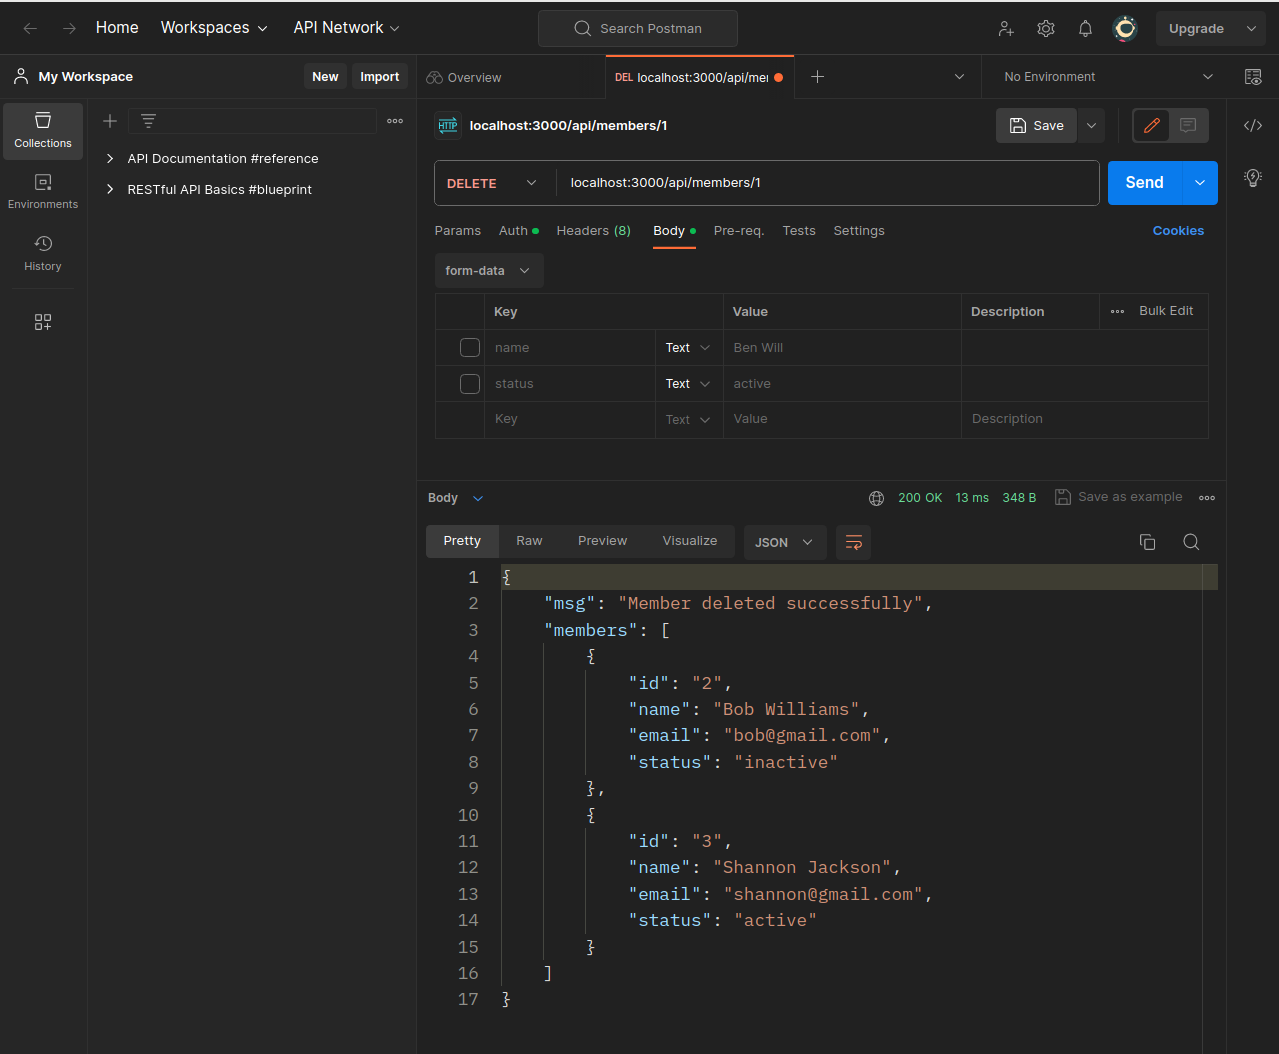 Home Workspaces API Network Search Postman Upgrade
My Workspace New Import Overview DEL localhost:3000/api/mer No Environment
Collections
Environments
History
API Documentation #reference
RESTful API Basics #blueprint
HTTP localhost:3000/api/members/1 Save
DELETE localhost:3000/api/members/1 Send
Params Auth Headers (8) Body Pre-req. Tests Settings Cookies
form-data
Key Value Description Bulk Edit
name Text Ben Will
status Text active
Key Text Value Description
Body 200 OK 13 ms 348 B Save as example
Pretty Raw Preview Visualize JSON
1 {
2 "msg": "Member deleted successfully",
3 "members": [
4 {
5 "id": "2",
6 "name": "Bob Williams",
7 "email": "bob@gmail.com",
8 "status": "inactive"
9 },
10 {
11 "id": "3",
12 "name": "Shannon Jackson",
13 "email": "shannon@gmail.com",
14 "status": "active"
15 }
16 ]
17 }